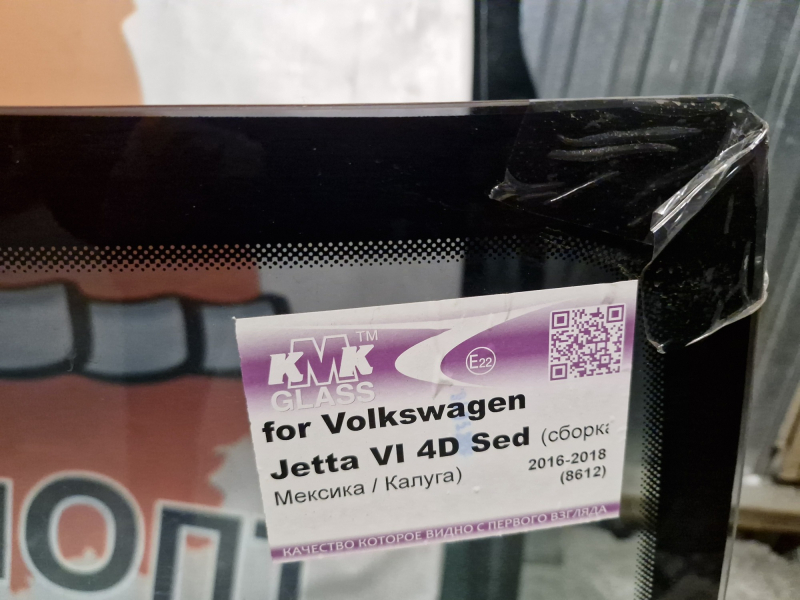 KMK™
GLASS
E22
for Volkswagen
Jetta VI 4D Sed (сборка
Мексика / Калуга)
2016-2018
(8612)
КАЧЕСТВО КОТОРОЕ ВИДНО С ПЕРВОГО ВЗГЛЯДА